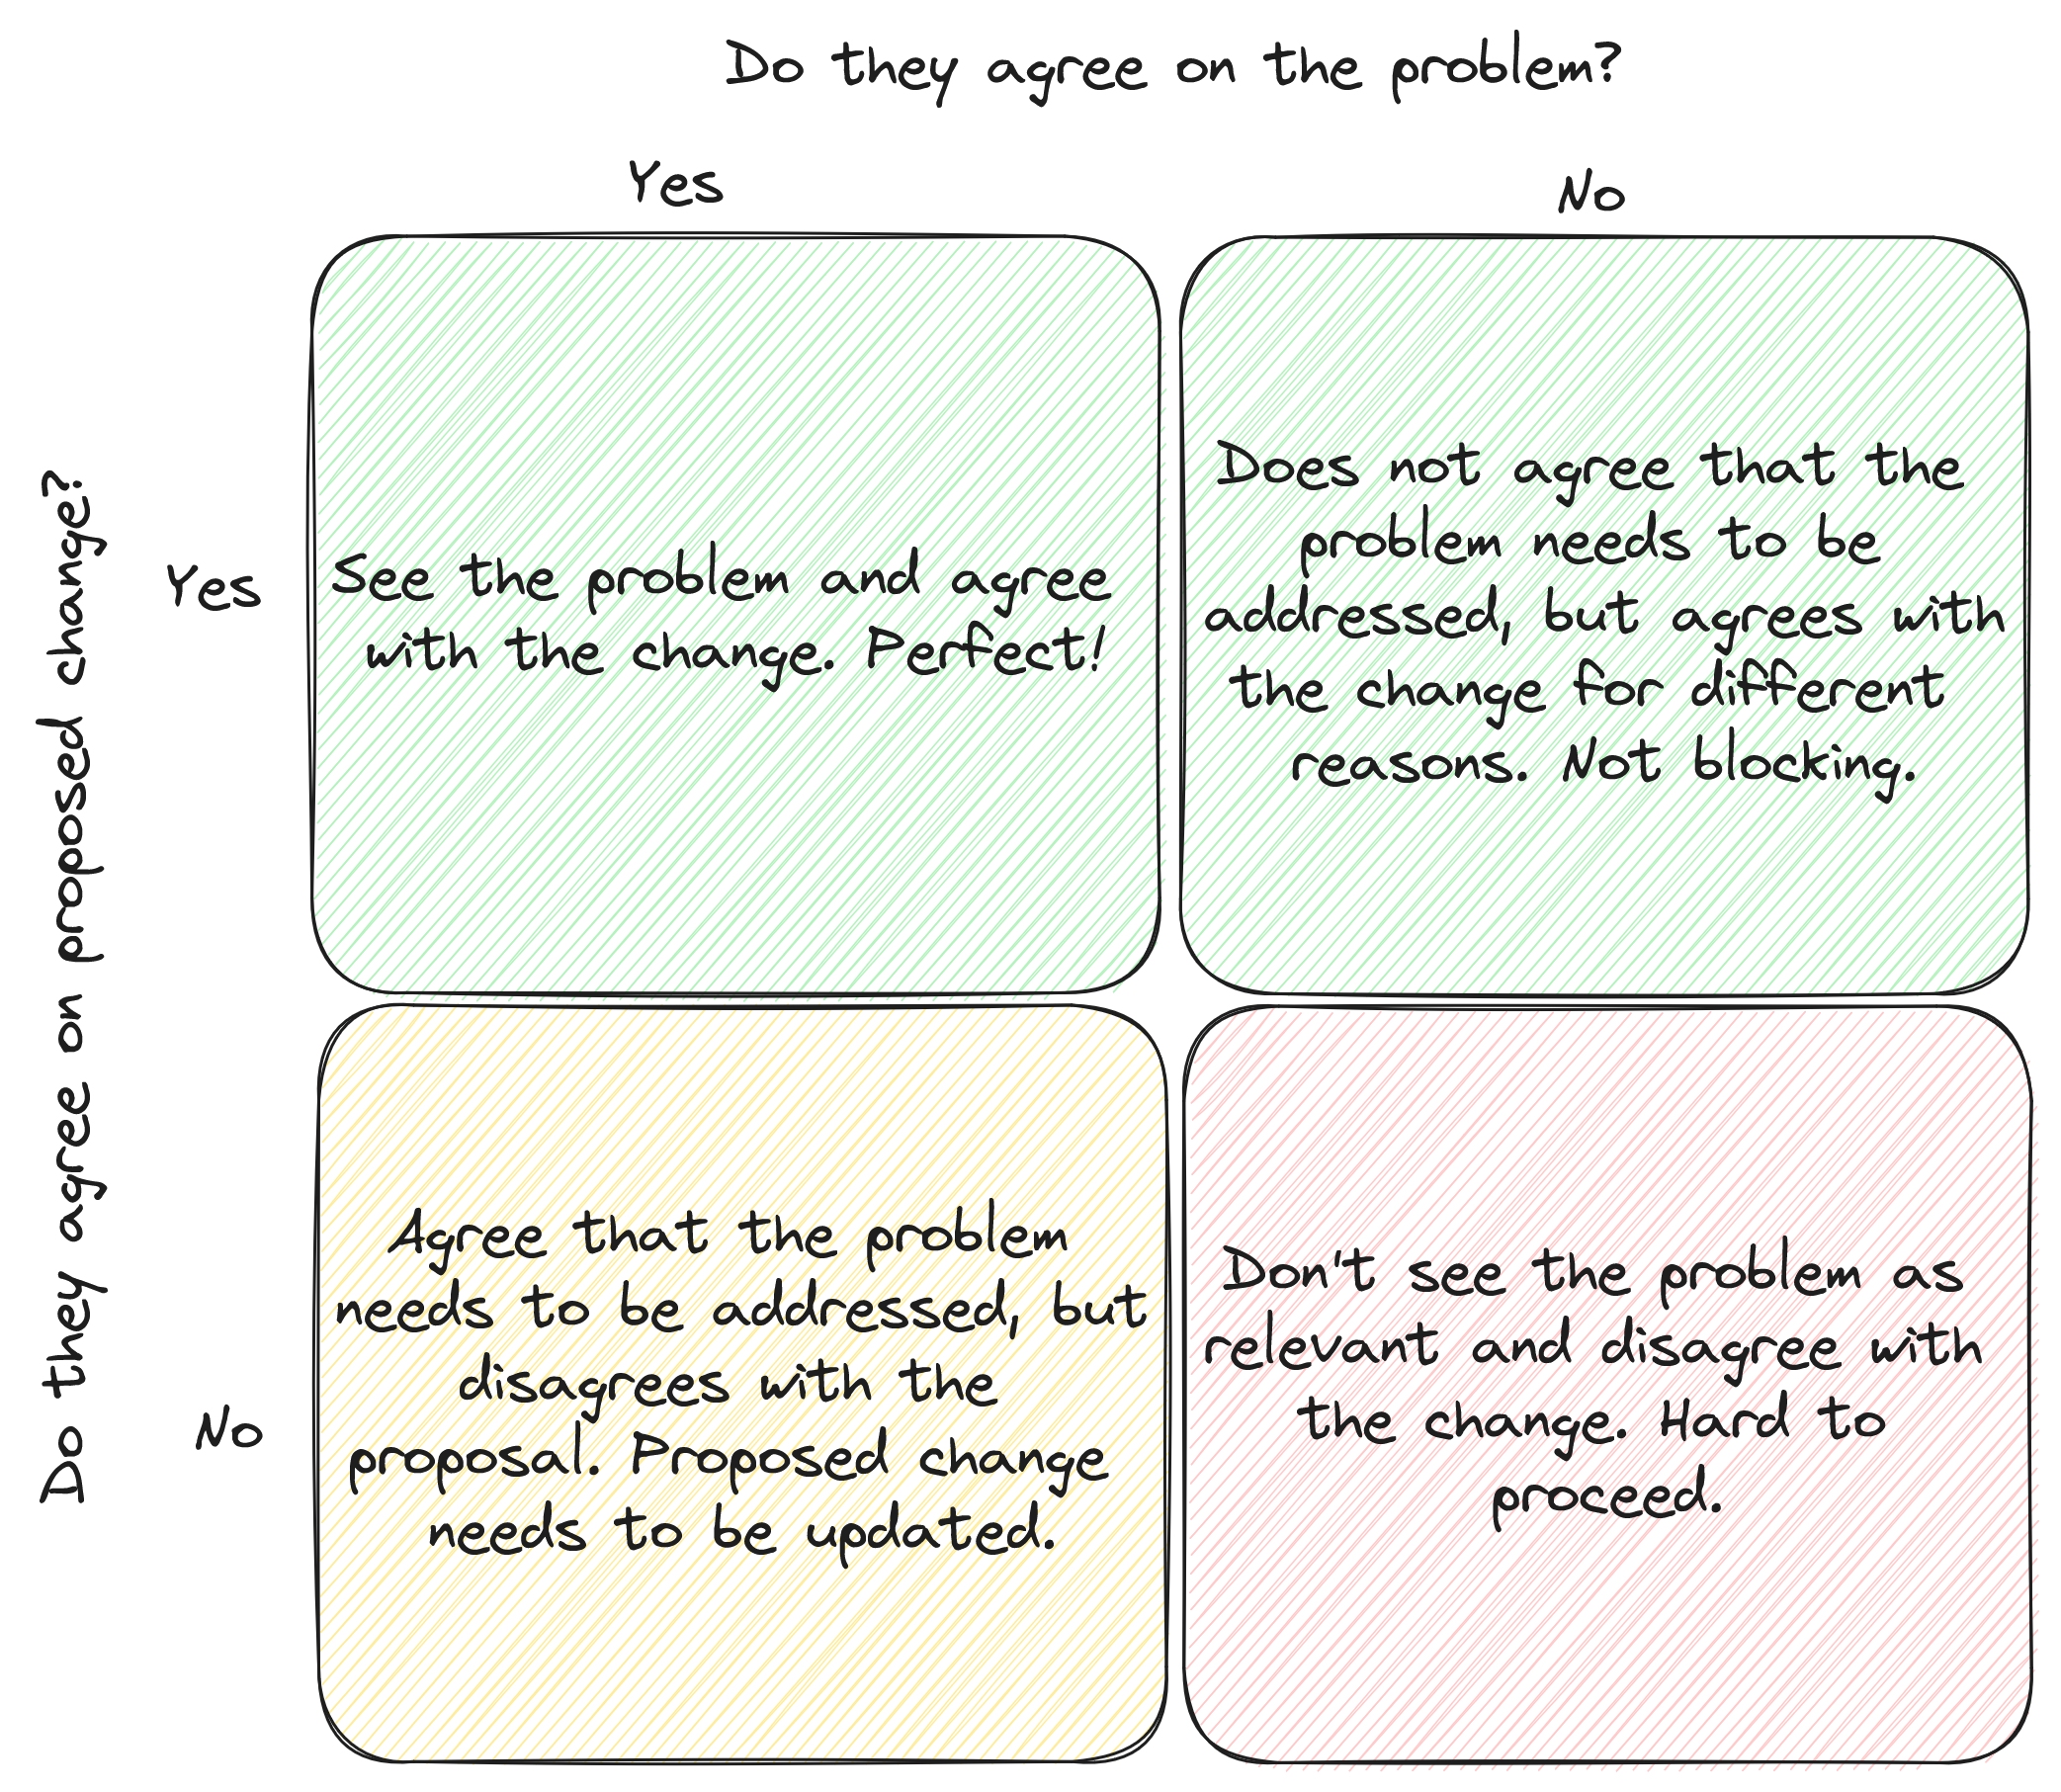 Do they agree on the problem?
Yes
No
Do they agree on proposed change?
Yes
See the problem and agree
with the change. Perfect!
Does not agree that the
problem needs to be
addressed, but agrees with
the change for different
reasons. Not blocking.
No
Agree that the problem
needs to be addressed, but
disagrees with the
proposal. Proposed change
needs to be updated.
Don't see the problem as
relevant and disagree with
the change. Hard to
proceed.